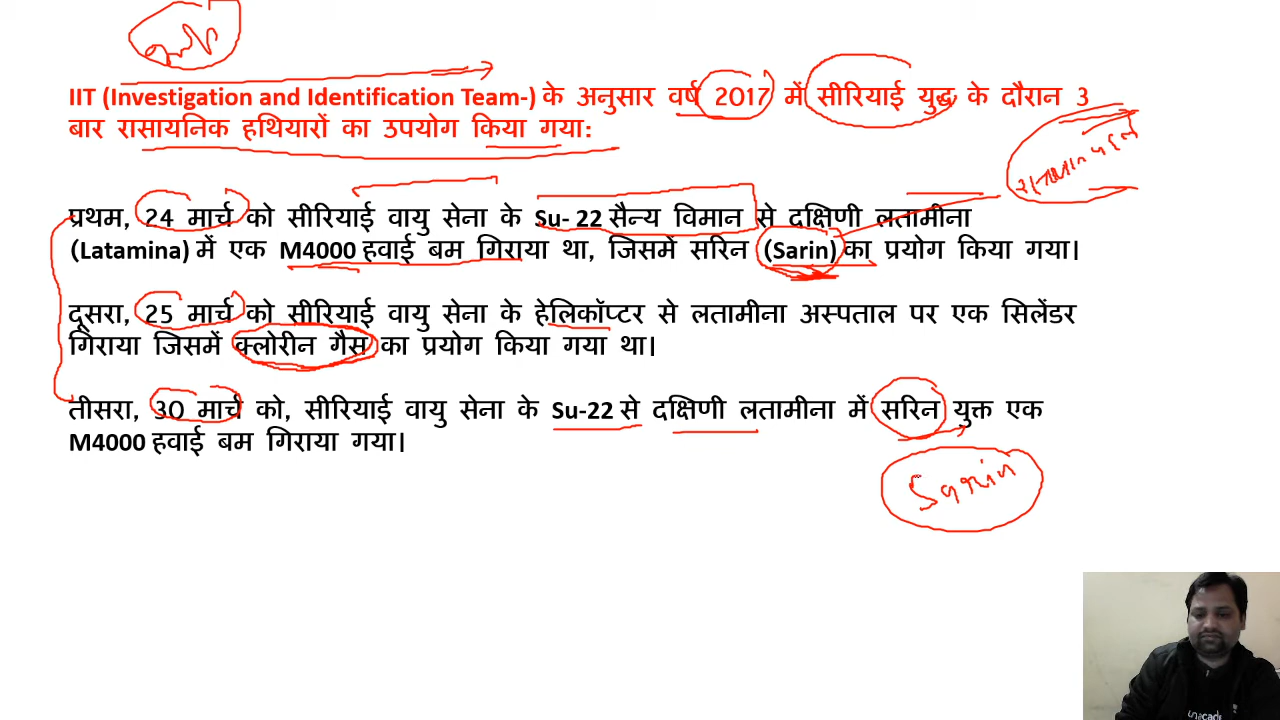 IIT (Investigation and Identification Team-) के अनुसार वर्ष 2017 में सीरियाई युद्ध के दौरान 3
बार रासायनिक हथियारों का उपयोग किया गया:
प्रथम, 24 मार्च को सीरियाई वायु सेना के Su- 22 सैन्य विमान से दक्षिणी लतामीना
(Latamina) में एक M4000 हवाई बम गिराया था, जिसमें सरिन (Sarin) का प्रयोग किया गया।
दूसरा, 25 मार्च को सीरियाई वायु सेना के हेलिकॉप्टर से लतामीना अस्पताल पर एक सिलेंडर
गिराया जिसमें क्लोरीन गैस का प्रयोग किया गया था।
तीसरा, 30 मार्च को, सीरियाई वायु सेना के Su-22 से दक्षिणी लतामीना में सरिन युक्त एक
M4000 हवाई बम गिराया गया।
Sarin